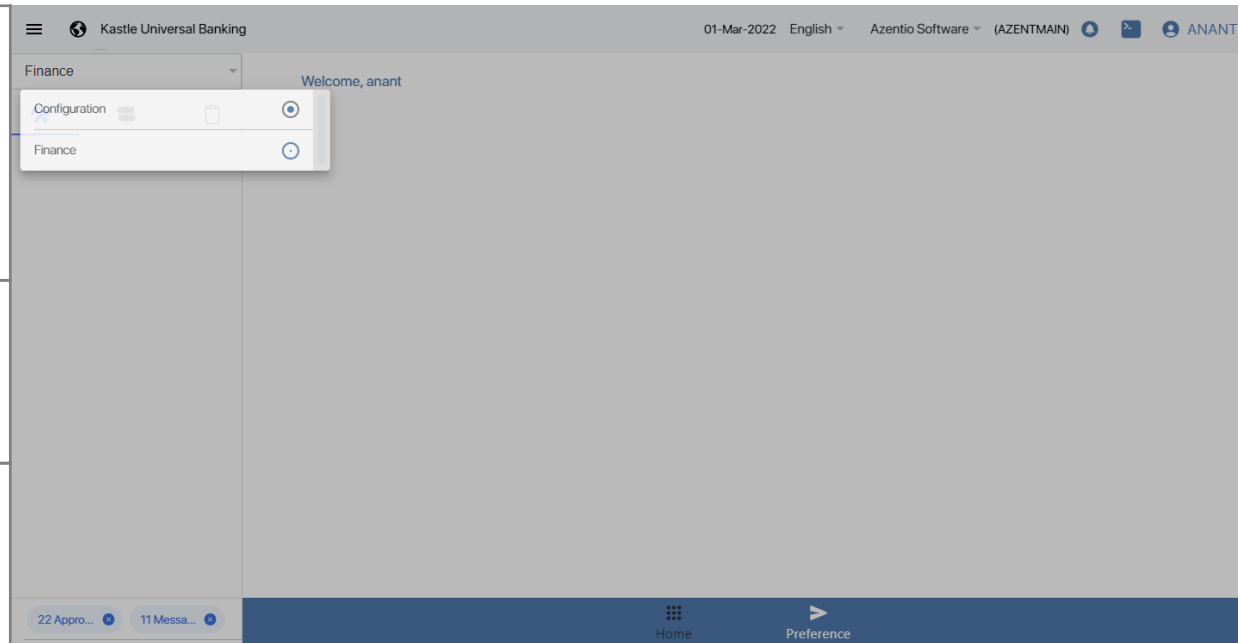 Kastle Universal Banking 01-Mar-2022 English Azentio Software (AZENTMAIN) ANANT
Finance
Welcome, anant
Configuration
Finance
22 Appro... 11 Messa...
Home Preference